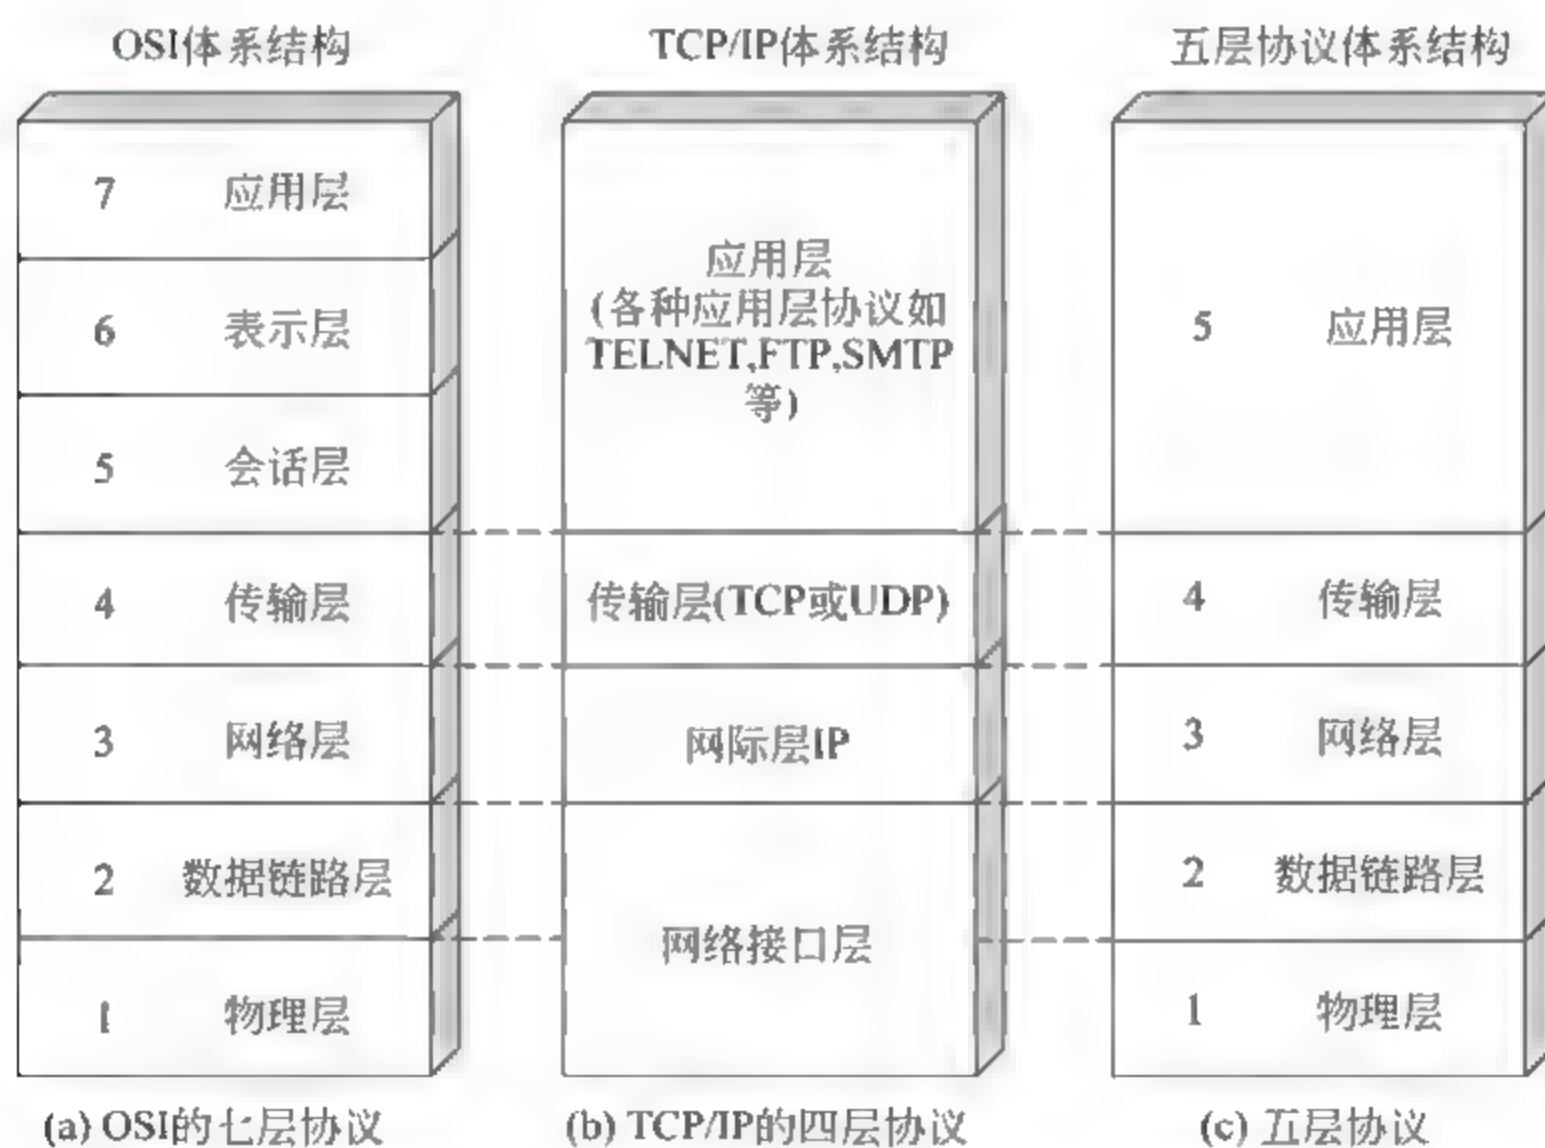 OSI体系结构
7 应用层
6 表示层
5 会话层
4 传输层
3 网络层
2 数据链路层
1 物理层
(a) OSI的七层协议
TCP/IP体系结构
应用层
(各种应用层协议如
TELNET,FTP,SMTP
等)
传输层(TCP或UDP)
网际层IP
网络接口层
(b) TCP/IP的四层协议
五层协议体系结构
5 应用层
4 传输层
3 网络层
2 数据链路层
1 物理层
(c) 五层协议